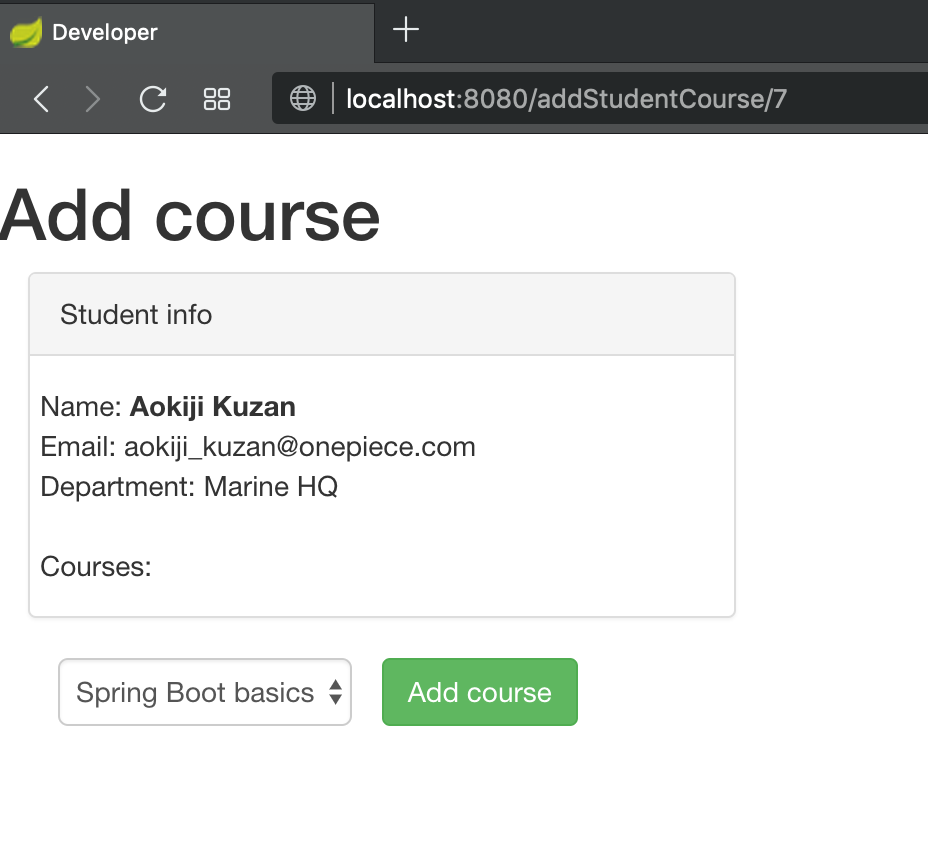 Developer
localhost:8080/addStudentCourse/7
Add course
Student info
Name: Aokiji Kuzan
Email: aokiji_kuzan@onepiece.com
Department: Marine HQ
Courses:
Spring Boot basics
Add course